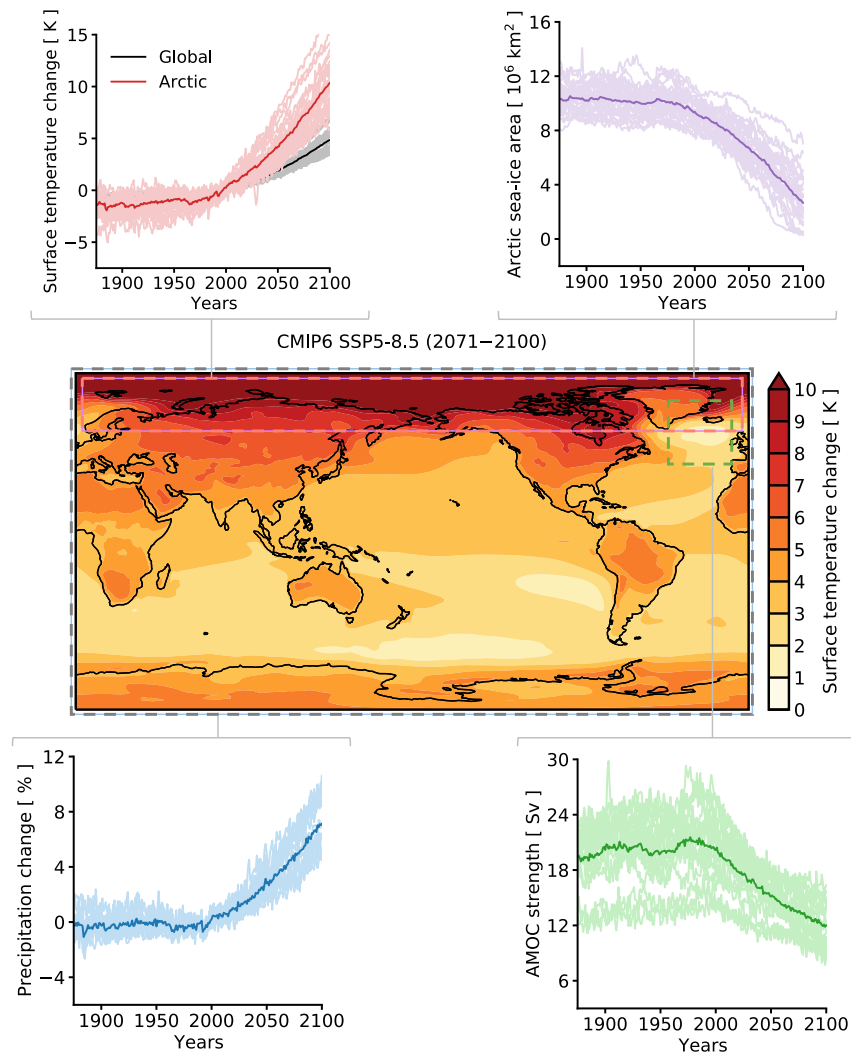 Surface temperature change [ K ]
15
10
5
0
−5
Global
Arctic
1900 1950 2000 2050 2100
Years
Arctic sea-ice area [ 10⁶ km² ]
16
12
8
4
0
1900 1950 2000 2050 2100
Years
CMIP6 SSP5-8.5 (2071−2100)
10
9
8
7
6
5
4
3
2
1
0
Surface temperature change [ K ]
Precipitation change [ % ]
12
8
4
0
−4
1900 1950 2000 2050 2100
Years
AMOC strength [ Sv ]
30
24
18
12
6
1900 1950 2000 2050 2100
Years